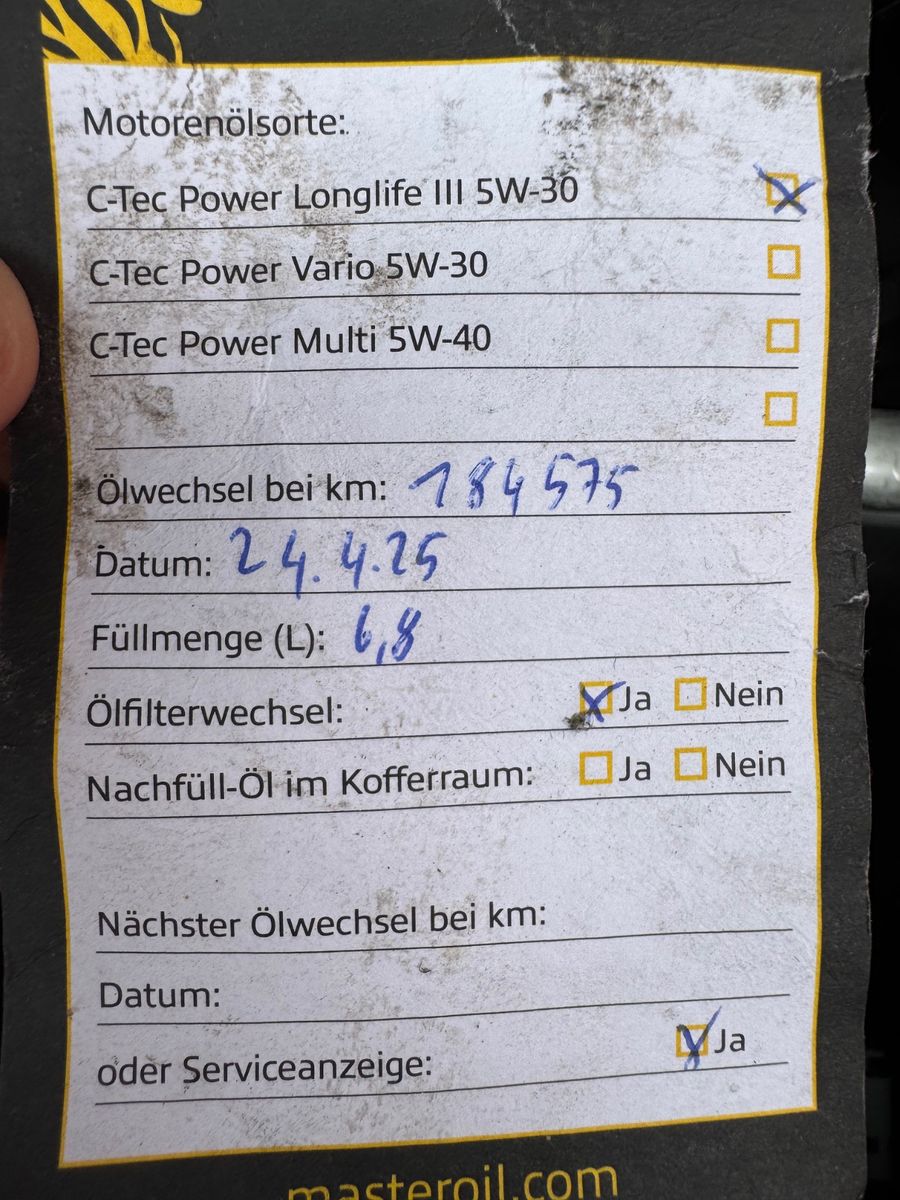 Motorenölsorte:
C-Tec Power Longlife III 5W-30
C-Tec Power Vario 5W-30
C-Tec Power Multi 5W-40
Ölwechsel bei km: 184575
Datum: 24.4.25
Füllmenge (L): 6,8
Ölfilterwechsel: Ja Nein
Nachfüll-Öl im Kofferraum: Ja Nein
Nächster Ölwechsel bei km:
Datum:
oder Serviceanzeige: Ja
masteroil.com